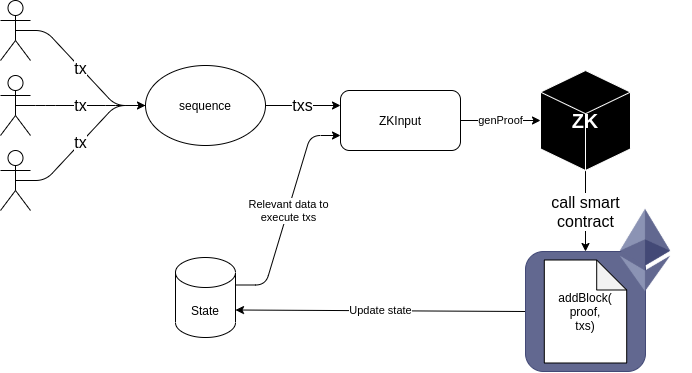 tx
tx
tx
sequence
txs
ZKInput
genProof
ZK
Relevant data to
execute txs
call smart
contract
State
Update state
addBlock(
proof,
txs)